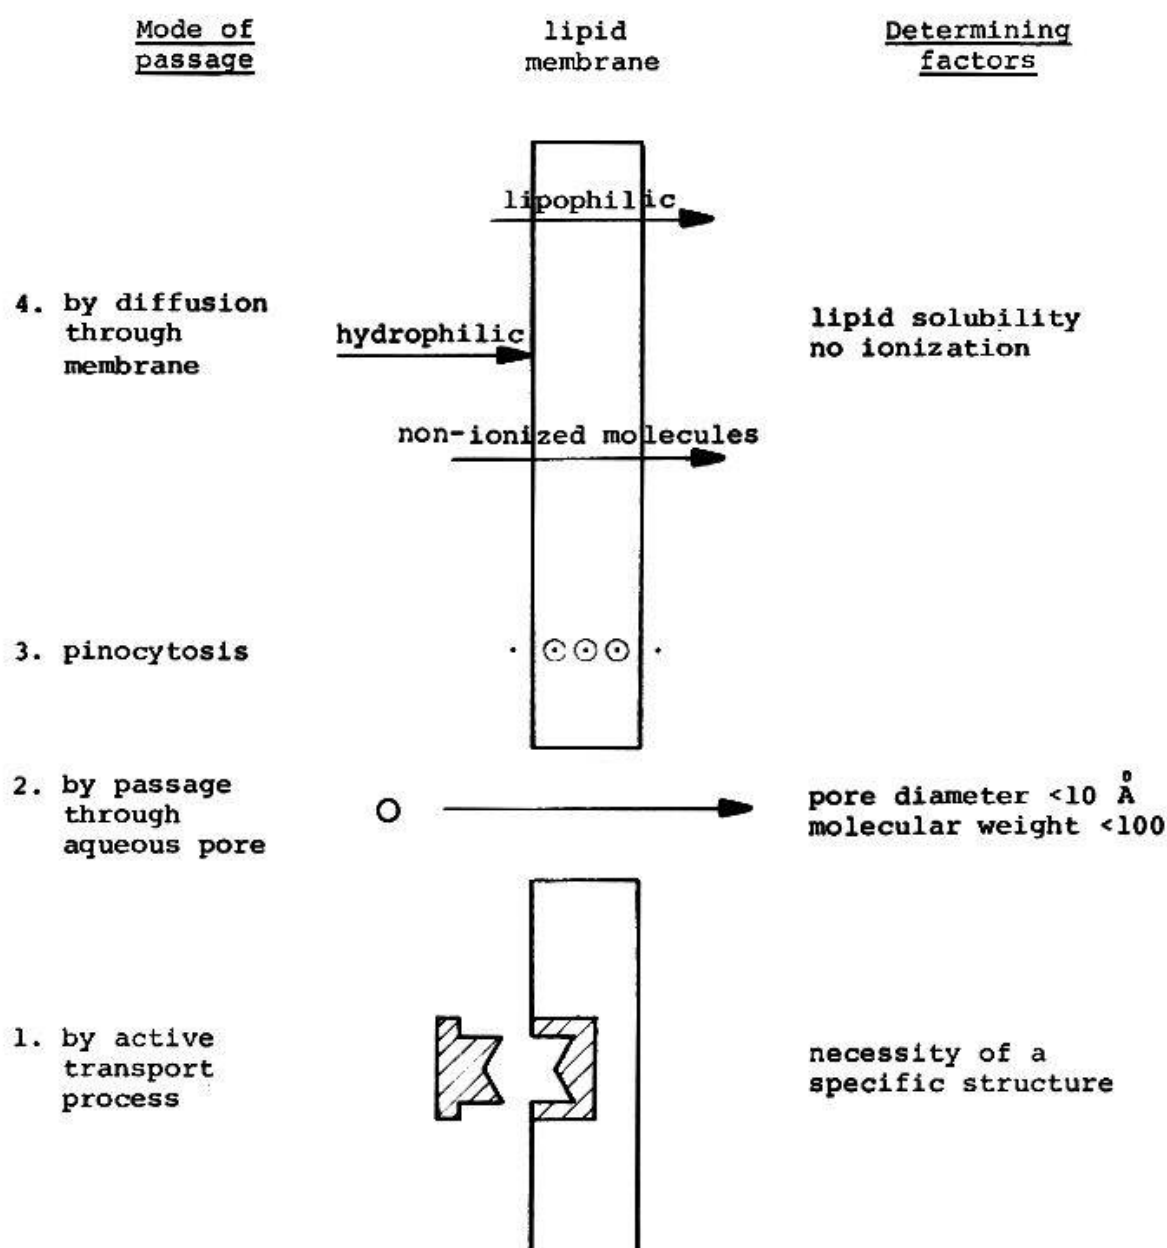 Mode of
passage
lipid
membrane
Determining
factors
lipophilic
4. by diffusion
through
membrane
hydrophilic
lipid solubility
no ionization
non-ionized molecules
3. pinocytosis
2. by passage
through
aqueous pore
pore diameter <10 Å
molecular weight <100
1. by active
transport
process
necessity of a
specific structure